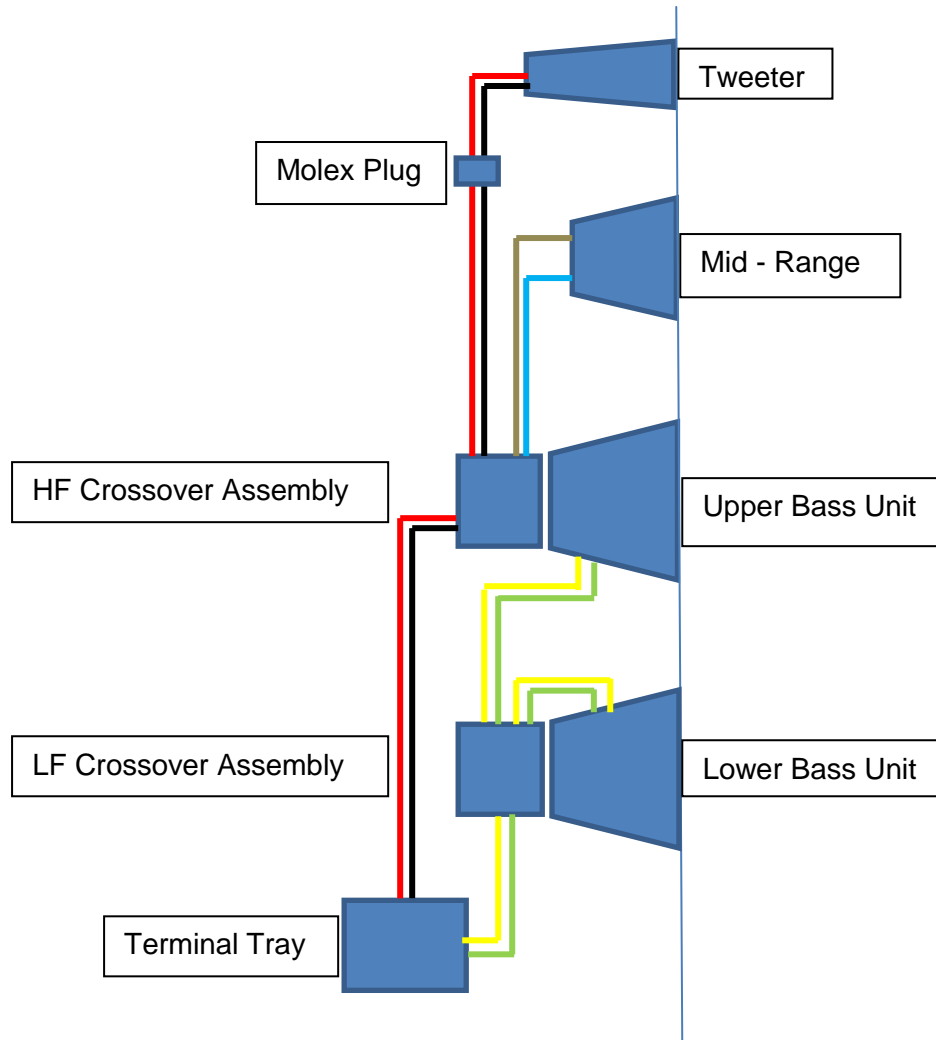 Tweeter
Molex Plug
Mid - Range
HF Crossover Assembly
Upper Bass Unit
LF Crossover Assembly
Lower Bass Unit
Terminal Tray